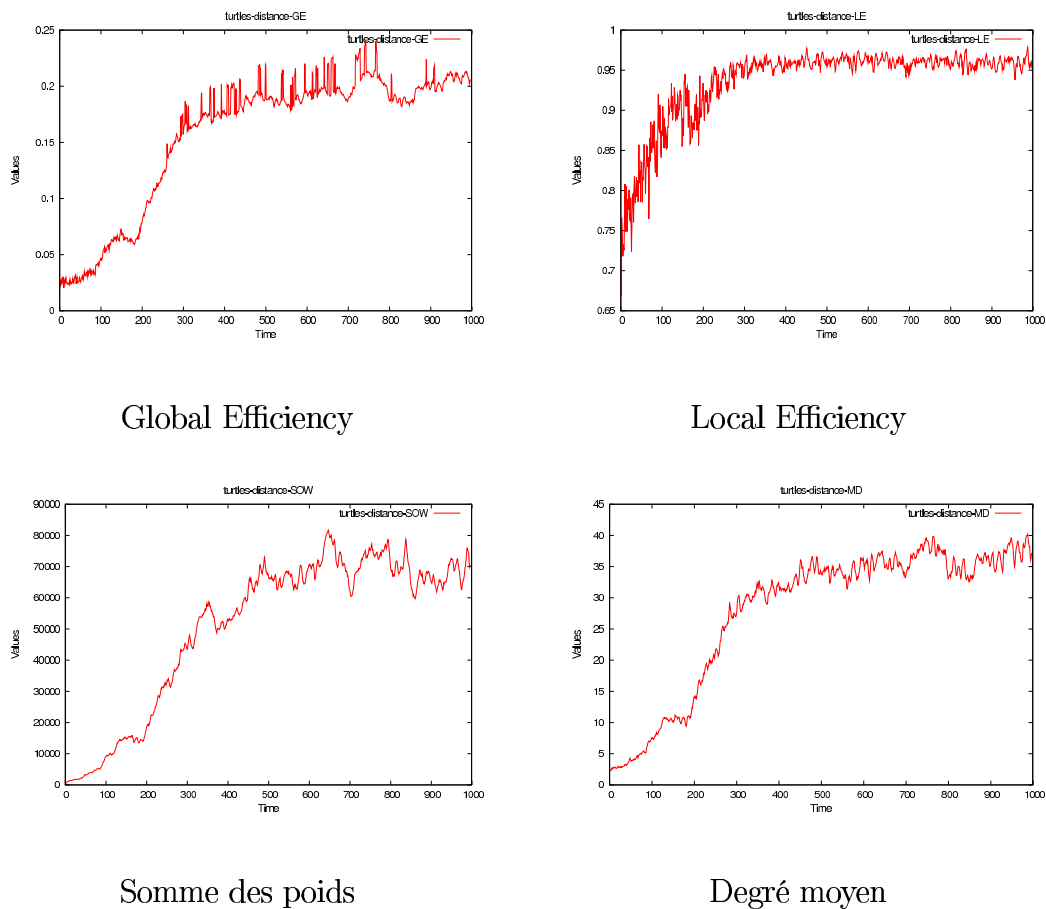 turtles-distance-GE
turtles-distance-GE
0.25
0.2
0.15
0.1
0.05
0
Values
0 100 200 300 400 500 600 700 800 900 1000
Time
Global Efficiency
turtles-distance-LE
turtles-distance-LE
1
0.95
0.9
0.85
0.8
0.75
0.7
0.65
Values
0 100 200 300 400 500 600 700 800 900 1000
Time
Local Efficiency
turtles-distance-SOW
turtles-distance-SOW
90000
80000
70000
60000
50000
40000
30000
20000
10000
0
Values
0 100 200 300 400 500 600 700 800 900 1000
Time
Somme des poids
turtles-distance-MD
turtles-distance-MD
45
40
35
30
25
20
15
10
5
0
Values
0 100 200 300 400 500 600 700 800 900 1000
Time
Degré moyen